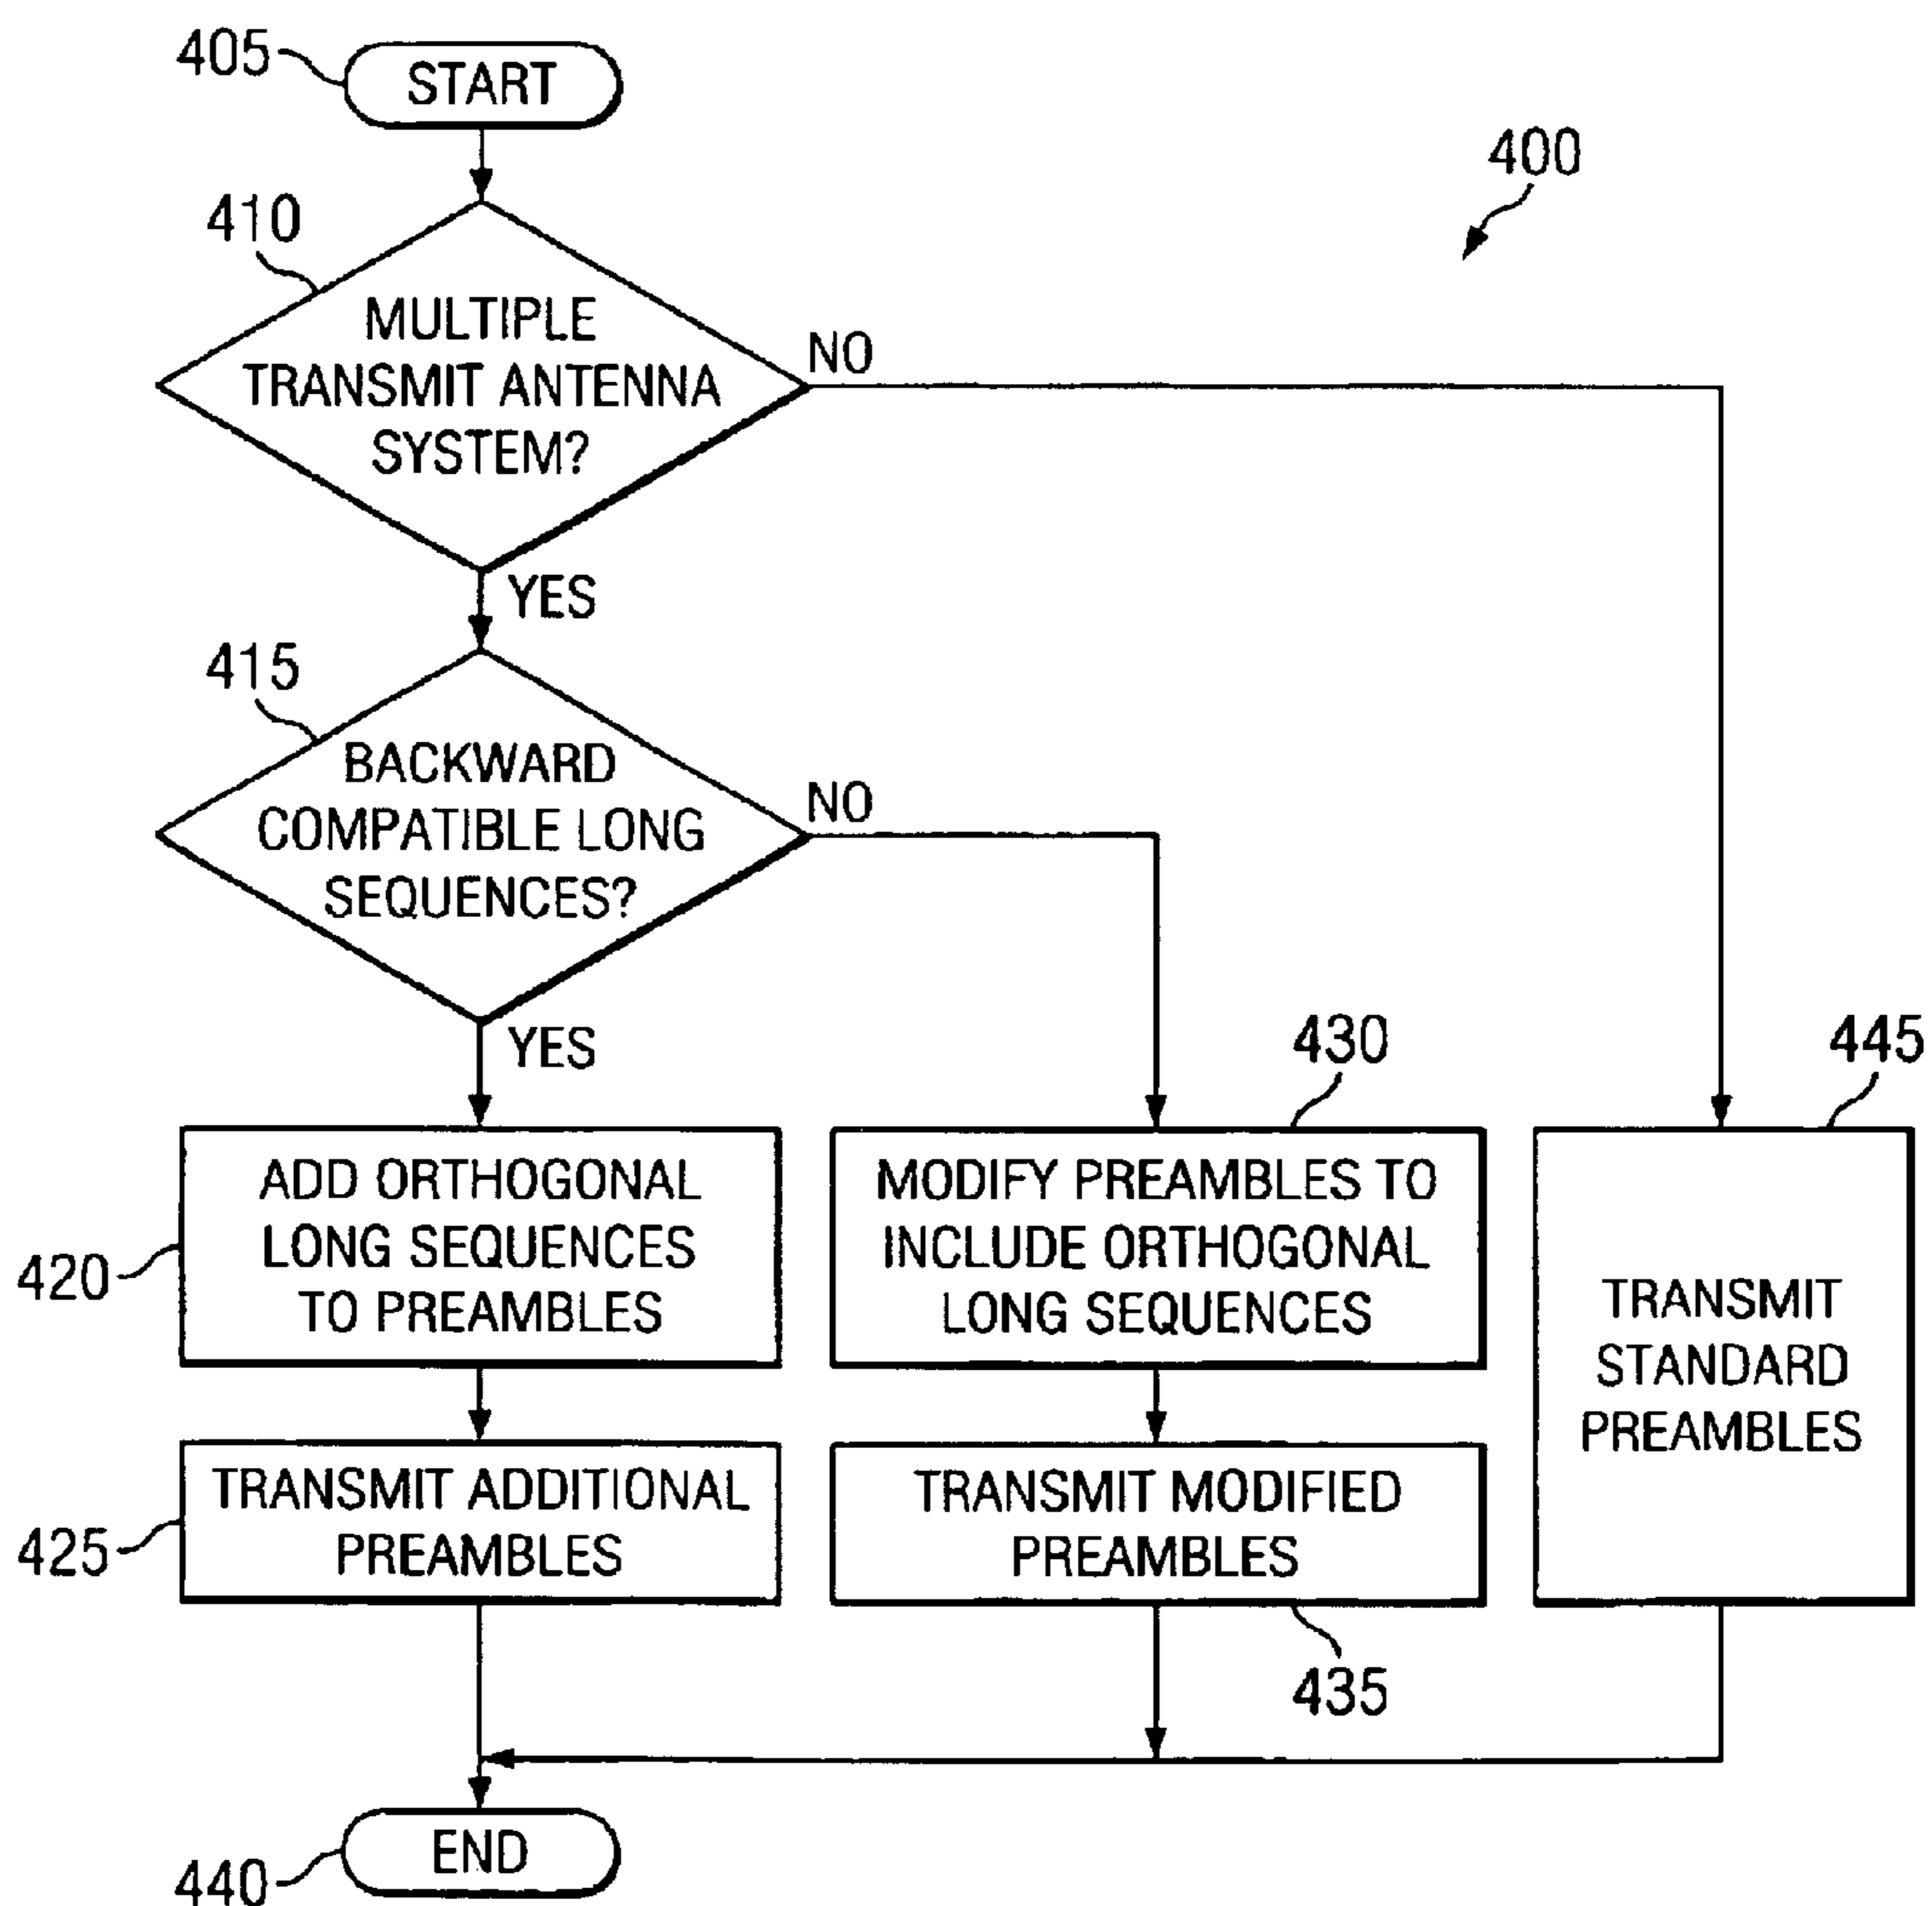 405
START
400
410
MULTIPLE
TRANSMIT ANTENNA
SYSTEM?
NO
YES
415
BACKWARD
COMPATIBLE LONG
SEQUENCES?
NO
YES
430
445
ADD ORTHOGONAL
LONG SEQUENCES
TO PREAMBLES
420
MODIFY PREAMBLES TO
INCLUDE ORTHOGONAL
LONG SEQUENCES
TRANSMIT
STANDARD
PREAMBLES
TRANSMIT ADDITIONAL
PREAMBLES
425
TRANSMIT MODIFIED
PREAMBLES
435
END
440